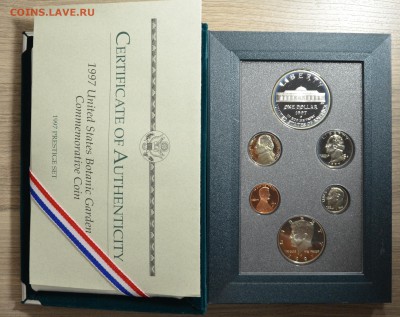 COINS.LAVE.RU
CERTIFICATE OF AUTHENTICITY
1997 United States Botanic Garden
Commemorative Coin
1997 PRESTIGE SET
LIBERTY
ONE DOLLAR
1997